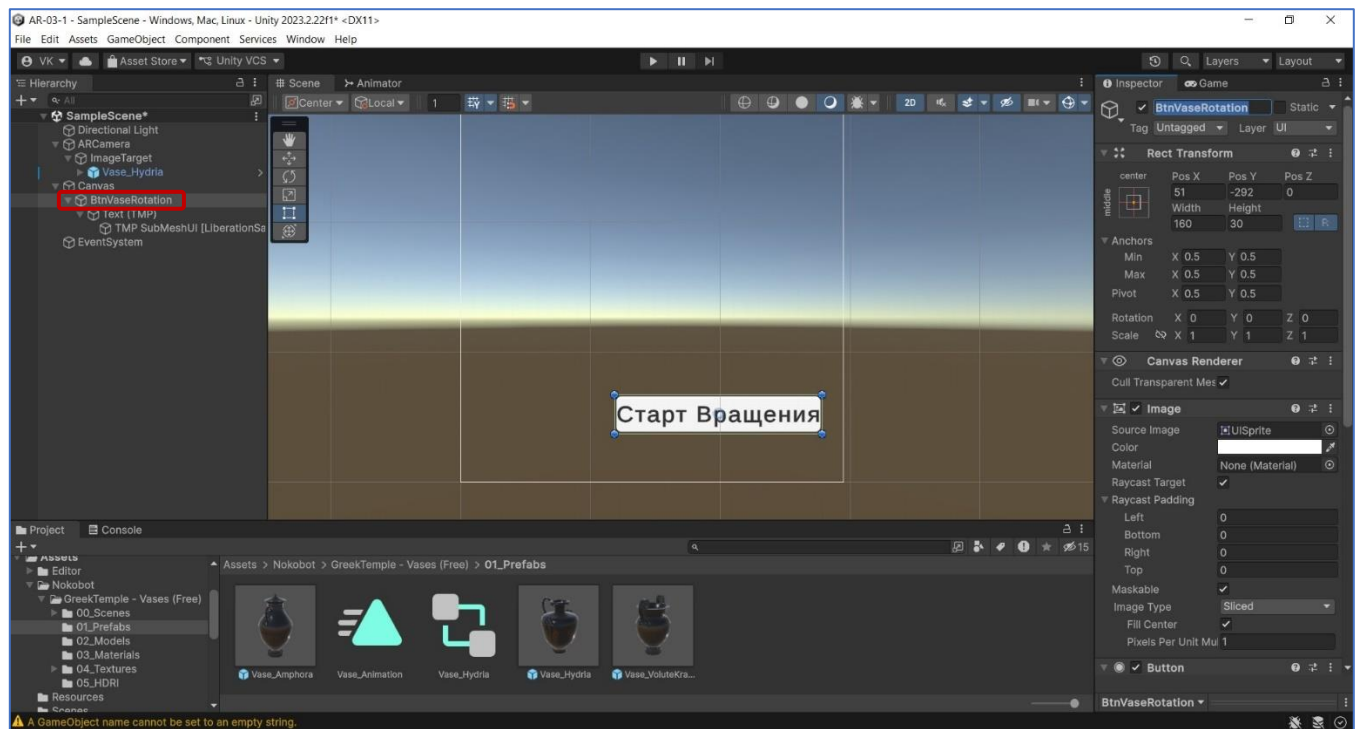 AR-03-1 - SampleScene - Windows, Mac, Linux - Unity 2023.2.22f1* <DX11>
File Edit Assets GameObject Component Services Window Help
VK Asset Store Unity VCS Layers Layout
Hierarchy
All
SampleScene*
Directional Light
ARCamera
ImageTarget
Vase_Hydria
Canvas
BtnVaseRotation
Text (TMP)
TMP SubMeshUI [LiberationSa
EventSystem
Scene Animator
Center Local 1 2D
Старт Вращения
Inspector Game
BtnVaseRotation Static
Tag Untagged Layer UI
Rect Transform
center Pos X Pos Y Pos Z
middle 51 -292 0
Width Height
160 30 R
Anchors
Min X 0.5 Y 0.5
Max X 0.5 Y 0.5
Pivot X 0.5 Y 0.5
Rotation X 0 Y 0 Z 0
Scale X 1 Y 1 Z 1
Canvas Renderer
Cull Transparent Mes
Image
Source Image UISprite
Color
Material None (Material)
Raycast Target
Raycast Padding
Left 0
Bottom 0
Right 0
Top 0
Maskable
Image Type Sliced
Fill Center
Pixels Per Unit Mul 1
Button
BtnVaseRotation
Project Console
15
Assets
Editor
Nokobot
GreekTemple - Vases (Free)
00_Scenes
01_Prefabs
02_Models
03_Materials
04_Textures
05_HDRI
Resources
Scenes
Assets > Nokobot > GreekTemple - Vases (Free) > 01_Prefabs
Vase_Amphora Vase_Animation Vase_Hydria Vase_Hydria Vase_VoluteKra...
A GameObject name cannot be set to an empty string.